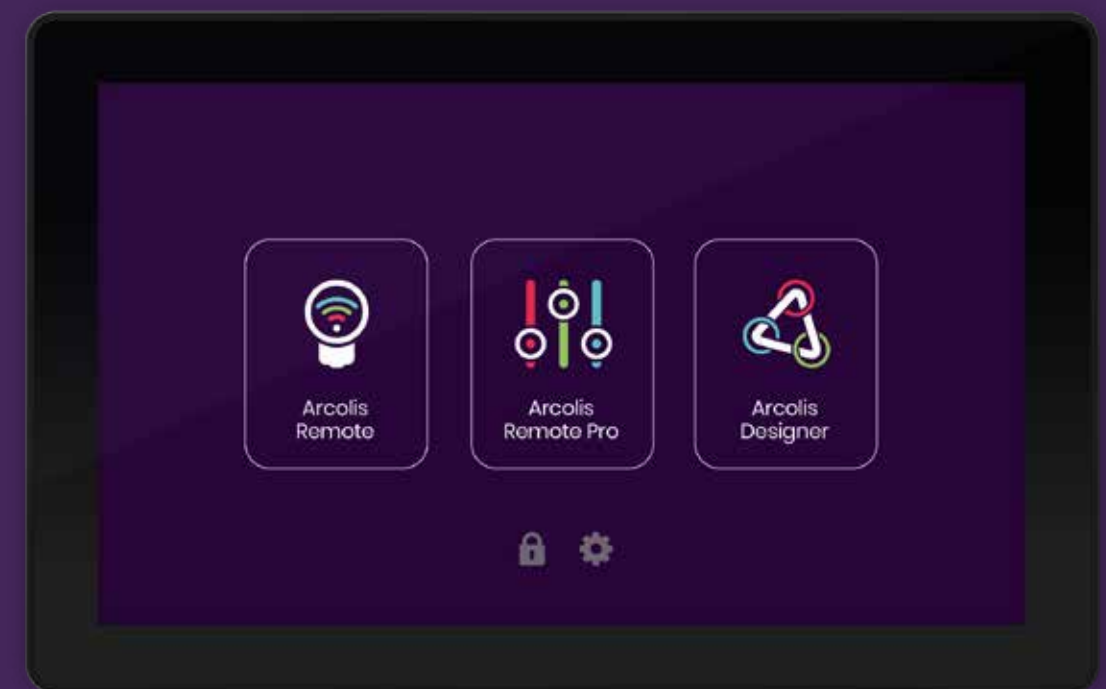 Arcolis
Remote
Arcolis
Remote Pro
Arcolis
Designer